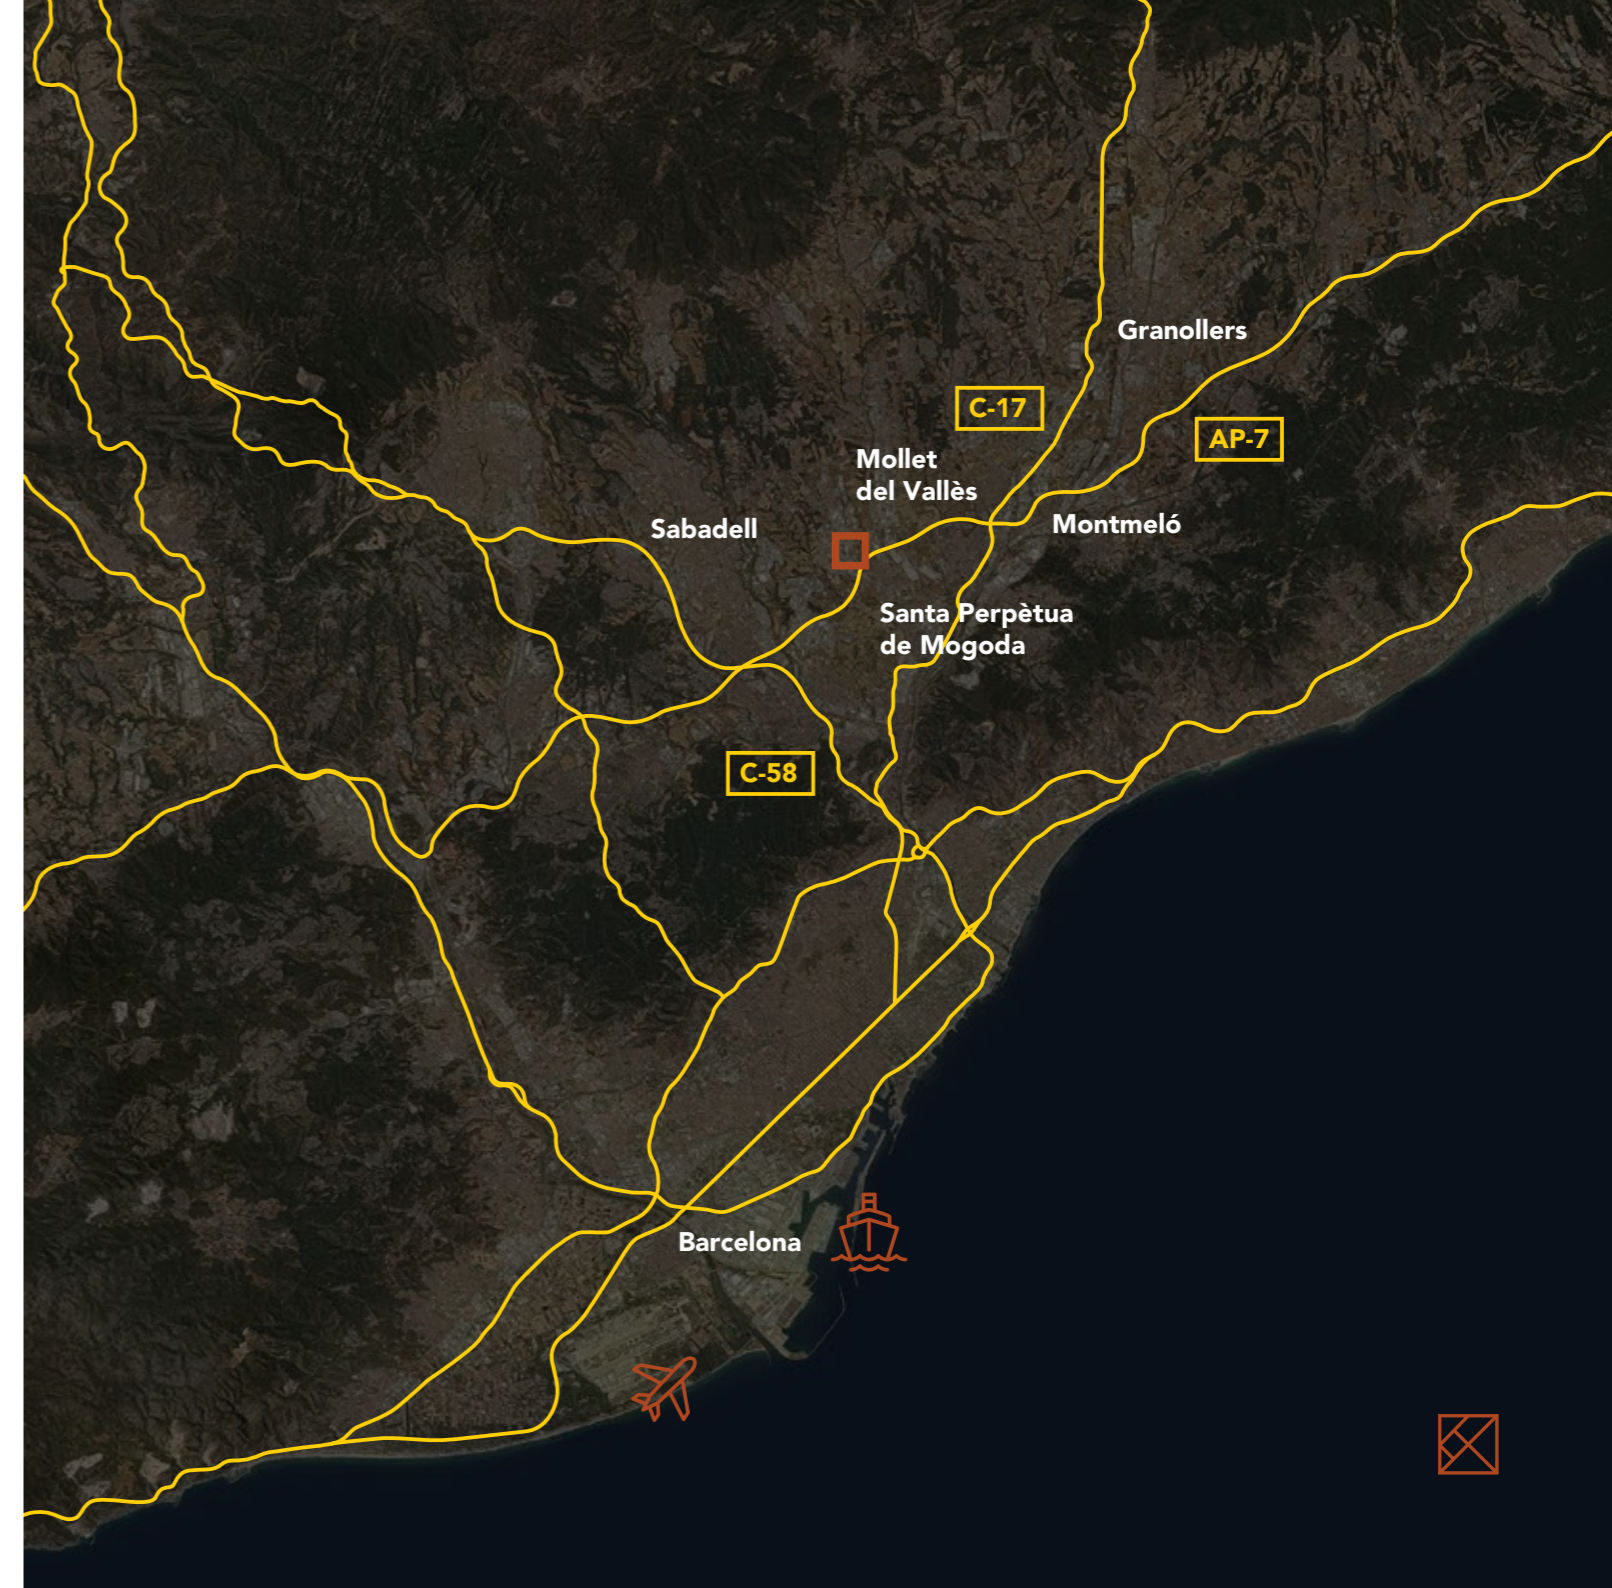 Granollers
C-17
AP-7
Mollet
del Vallès
Sabadell
Montmeló
Santa Perpètua
de Mogoda
C-58
Barcelona